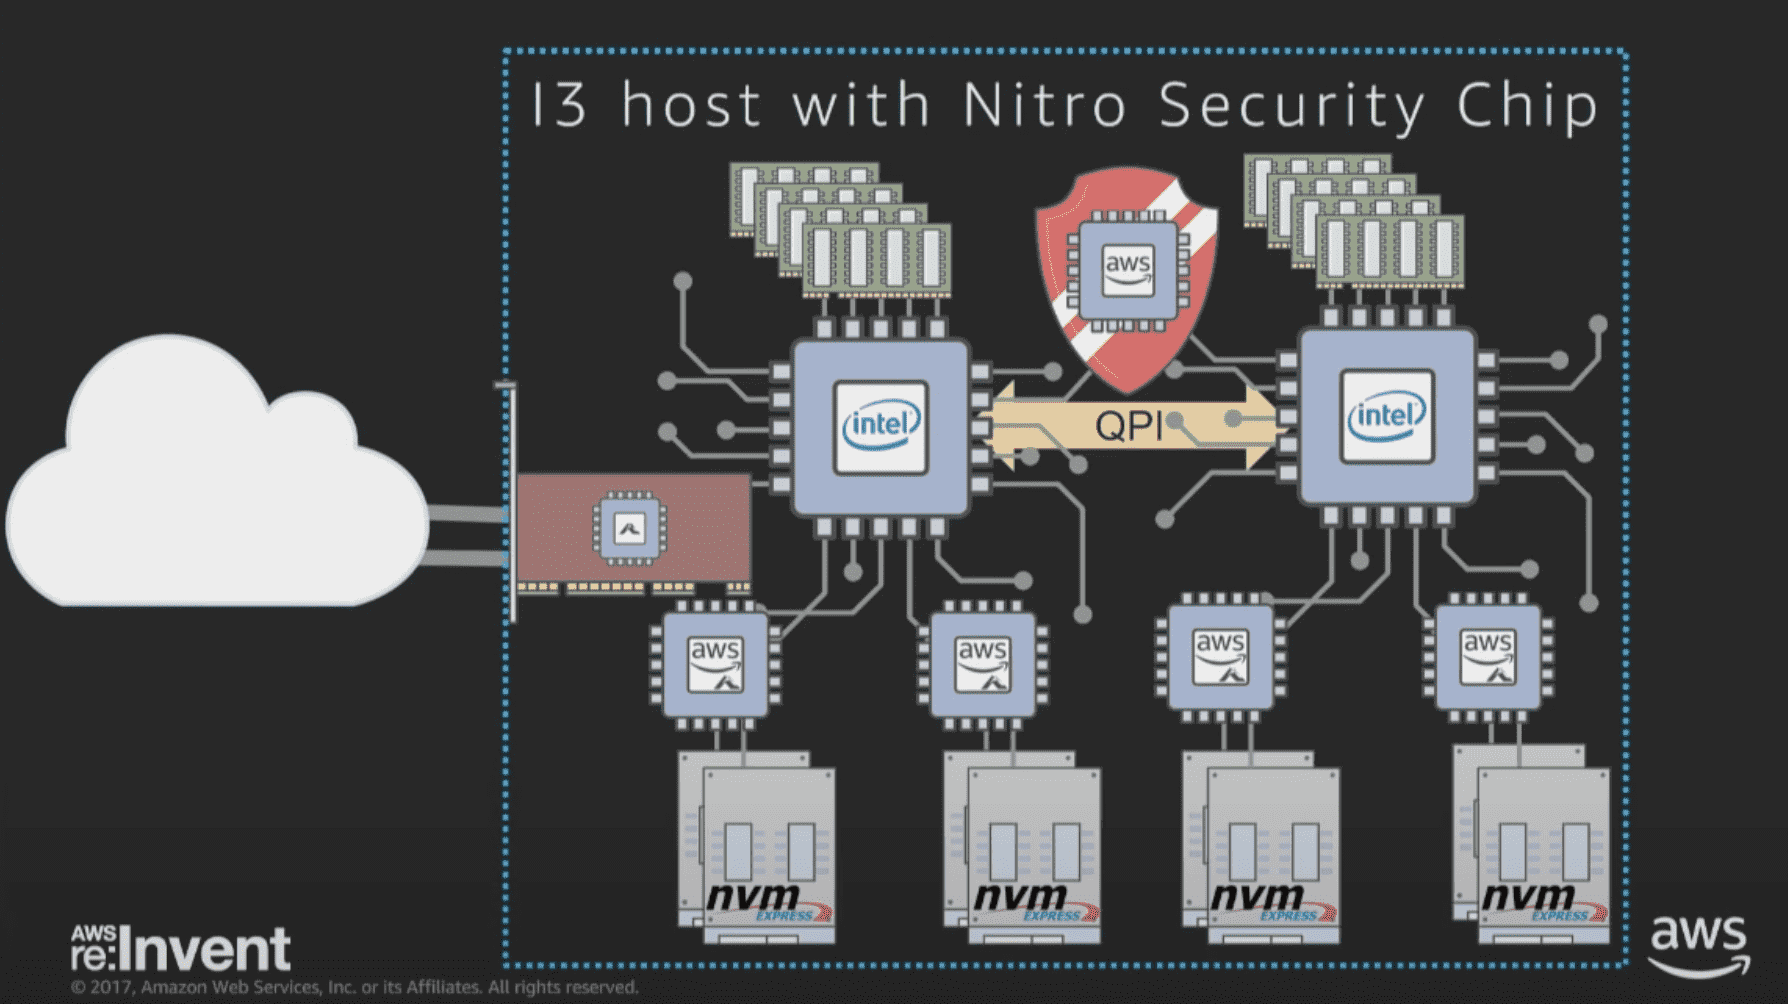 I3 host with Nitro Security Chip
aws
intel
QPI
intel
aws
aws
aws
aws
nvm
EXPRESS
nvm
EXPRESS
nvm
EXPRESS
nvm
EXPRESS
AWS
re:Invent
aws
© 2017, Amazon Web Services, Inc. or its Affiliates. All rights reserved.